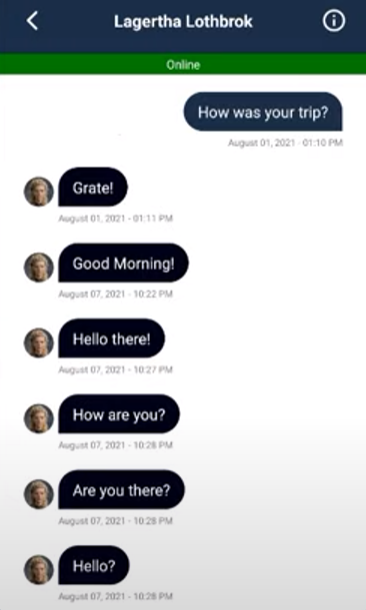 Lagertha Lothbrok
Online
How was your trip?
August 01, 2021 - 01:10 PM
Grate!
August 01, 2021 - 01:11 PM
Good Morning!
August 07, 2021 - 10:22 PM
Hello there!
August 07, 2021 - 10:27 PM
How are you?
August 07, 2021 - 10:28 PM
Are you there?
August 07, 2021 - 10:28 PM
Hello?
August 07, 2021 - 10:28 PM